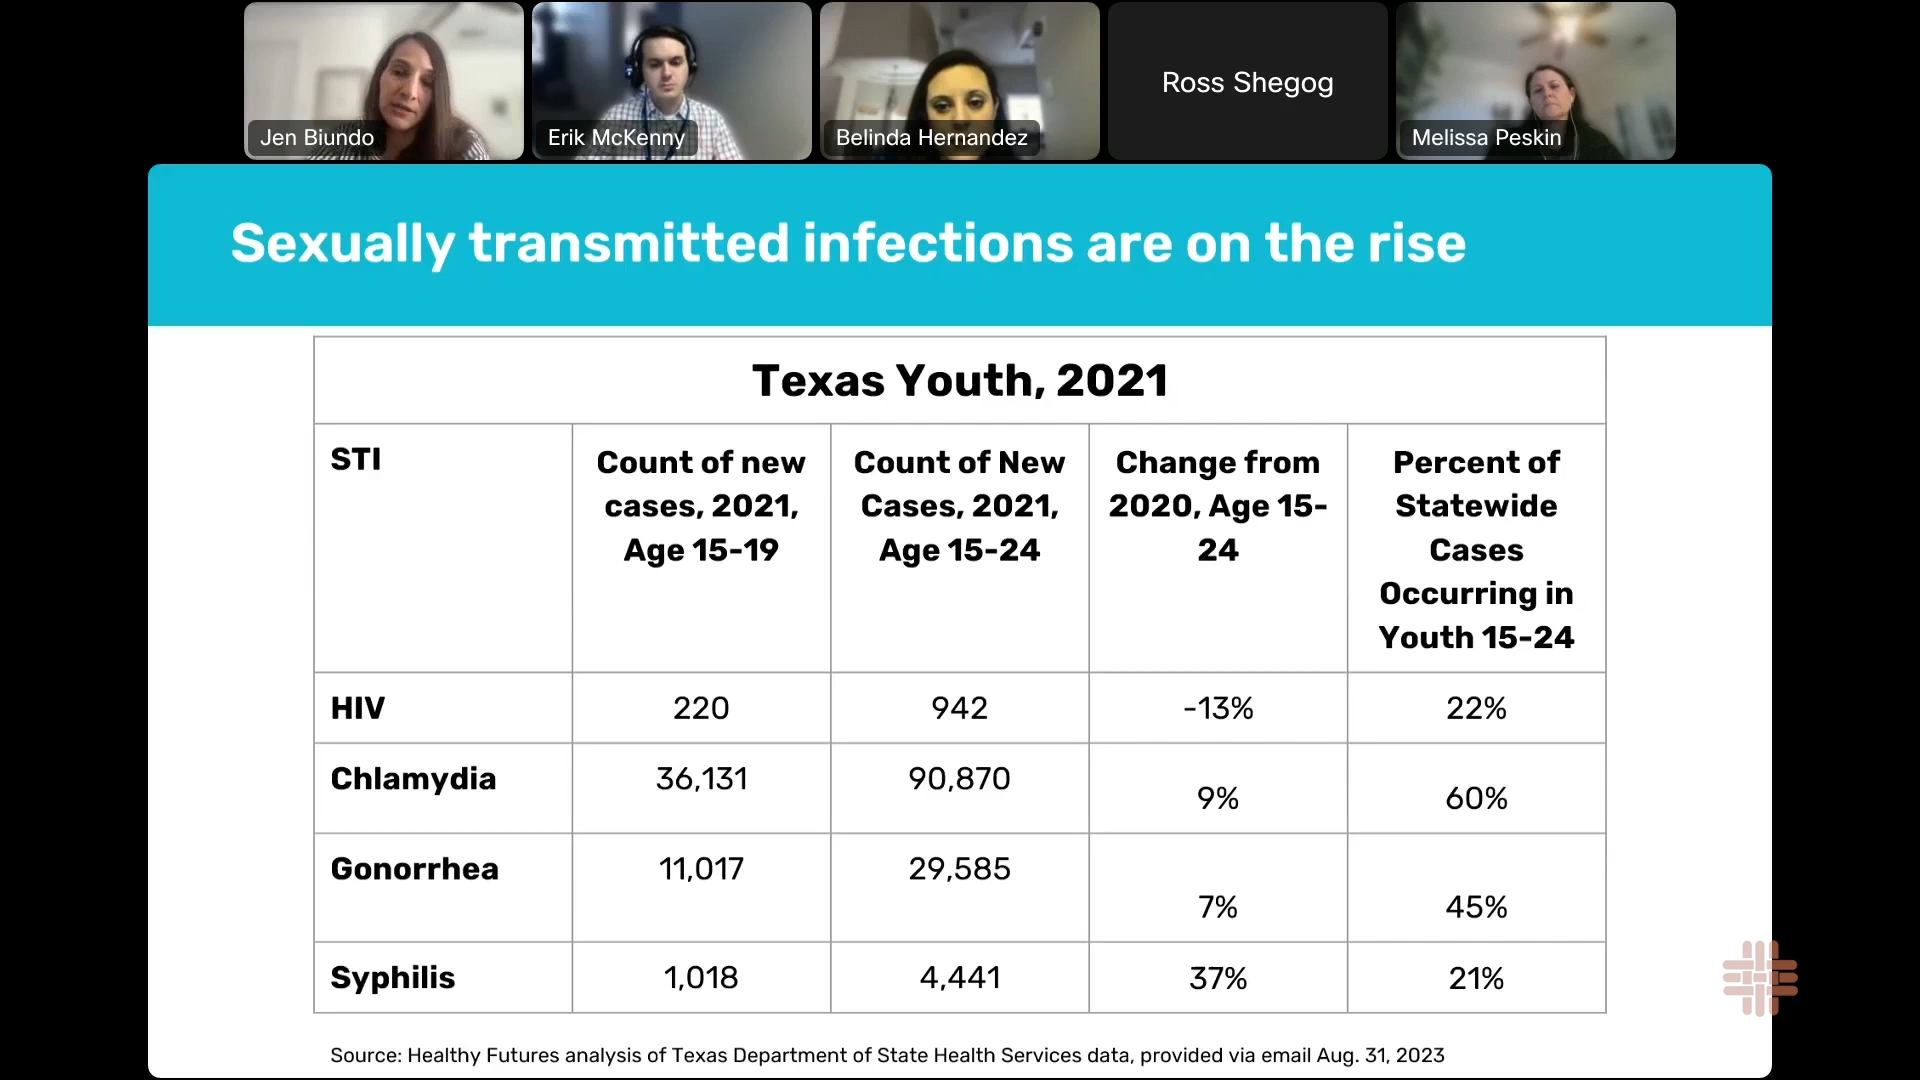 Jen Biundo
Erik McKenny
Belinda Hernandez
Ross Shegog
Melissa Peskin
Sexually transmitted infections are on the rise
Texas Youth, 2021
STI
Count of new
cases, 2021,
Age 15-19
Count of New
Cases, 2021,
Age 15-24
Change from
2020, Age 15-
24
Percent of
Statewide
Cases
Occurring in
Youth 15-24
HIV
220
942
-13%
22%
Chlamydia
36,131
90,870
9%
60%
Gonorrhea
11,017
29,585
7%
45%
Syphilis
1,018
4,441
37%
21%
Source: Healthy Futures analysis of Texas Department of State Health Services data, provided via email Aug. 31, 2023